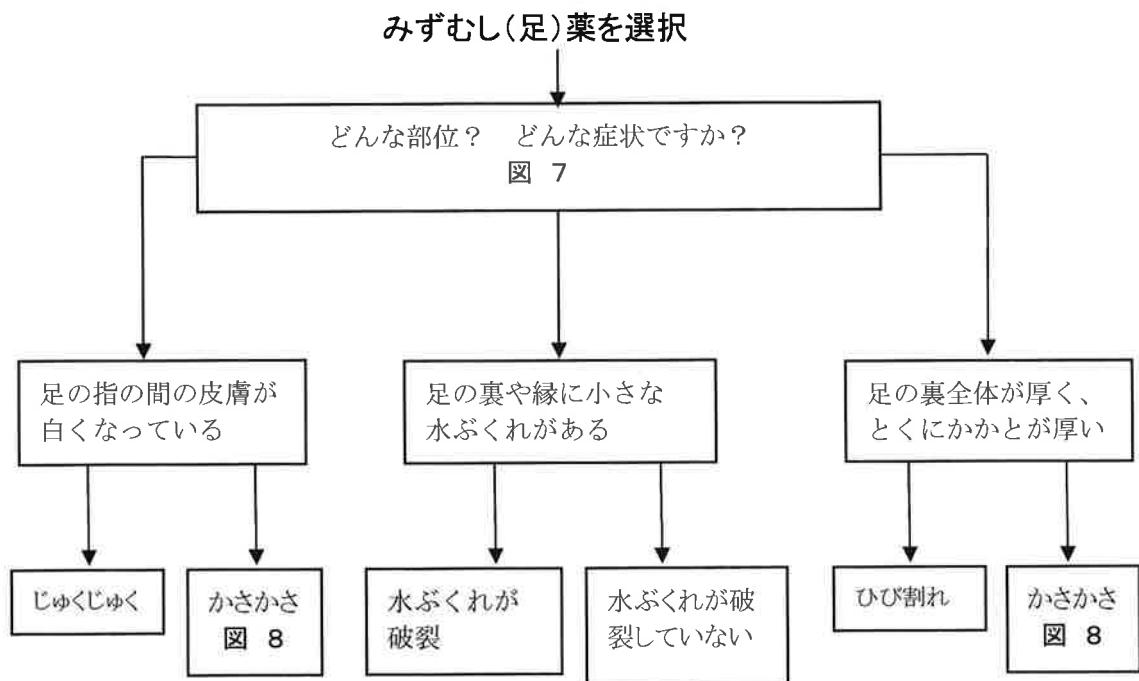 みずむし（足）薬を選択
どんな部位？　どんな症状ですか？
図 7
足の指の間の皮膚が
白くなっている
足の裏や縁に小さな
水ぶくれがある
足の裏全体が厚く、
とくにかかとが厚い
じゅくじゅく
かさかさ
図 8
水ぶくれが
破裂
水ぶくれが破
裂していない
ひび割れ
かさかさ
図 8